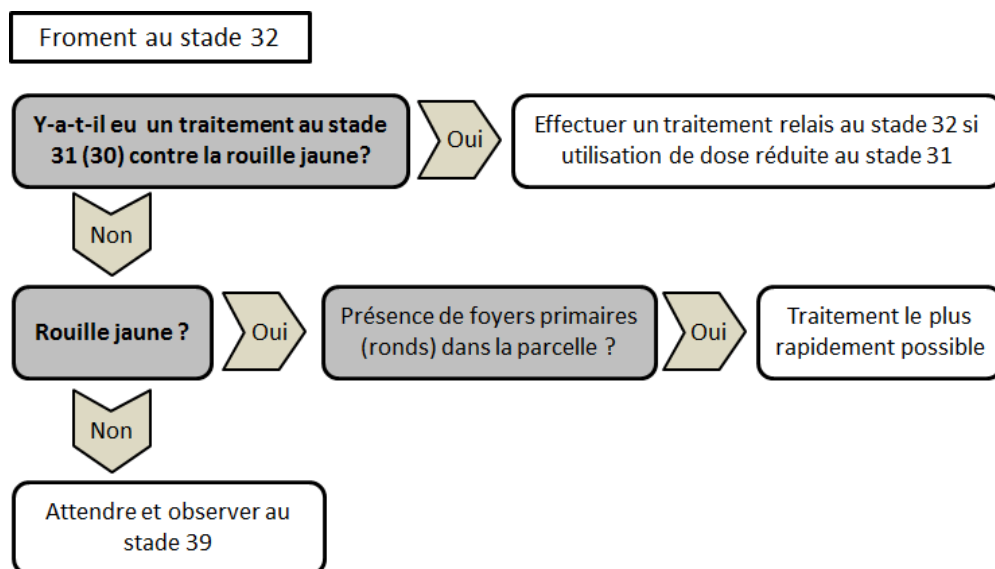 Froment au stade 32
Y-a-t-il eu un traitement au stade
31 (30) contre la rouille jaune?
Oui
Effectuer un traitement relais au stade 32 si
utilisation de dose réduite au stade 31
Non
Rouille jaune ?
Oui
Présence de foyers primaires
(ronds) dans la parcelle ?
Oui
Traitement le plus
rapidement possible
Non
Attendre et observer au
stade 39